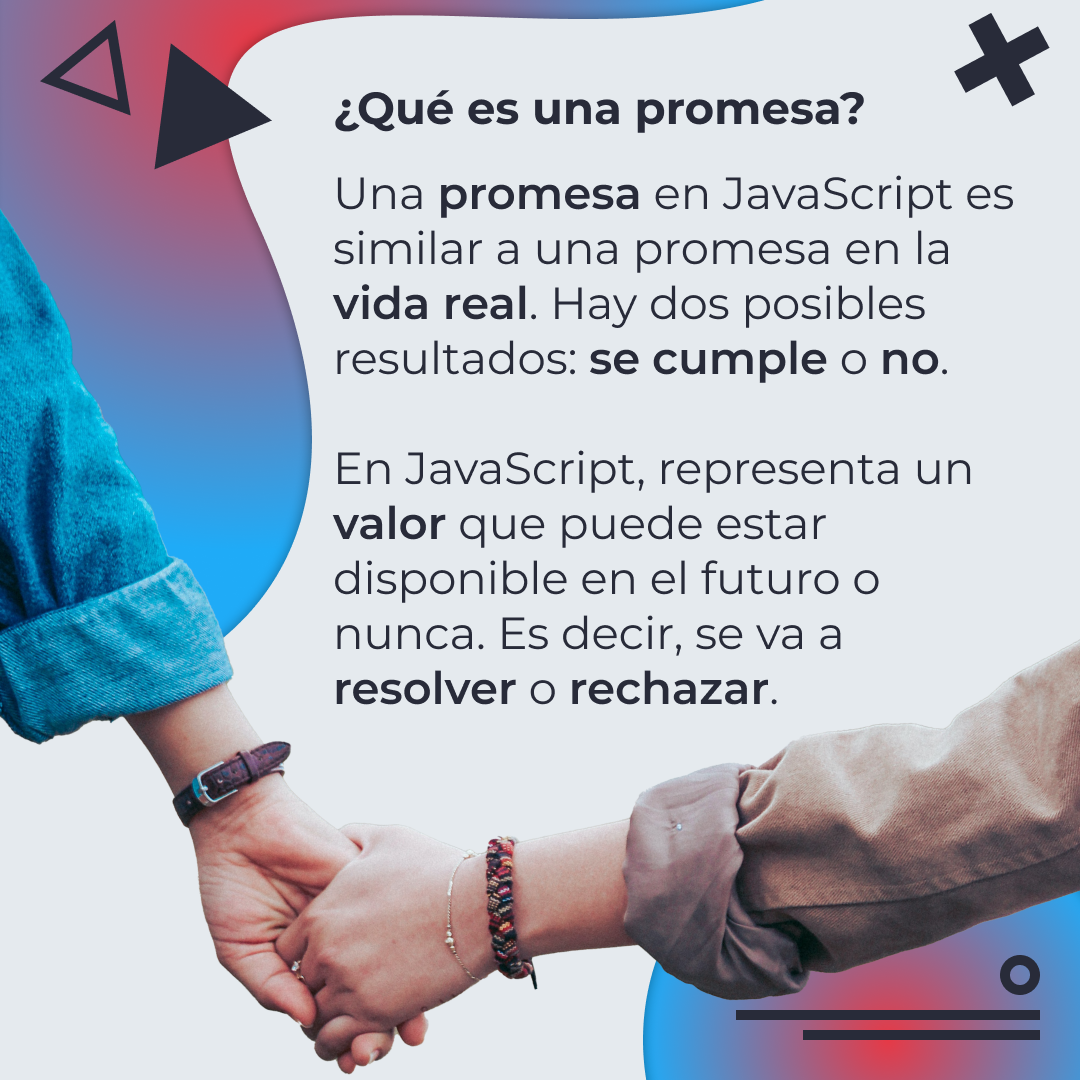 ¿Qué es una promesa?
Una promesa en JavaScript es
similar a una promesa en la
vida real. Hay dos posibles
resultados: se cumple o no.
En JavaScript, representa un
valor que puede estar
disponible en el futuro o
nunca. Es decir, se va a
resolver o rechazar.